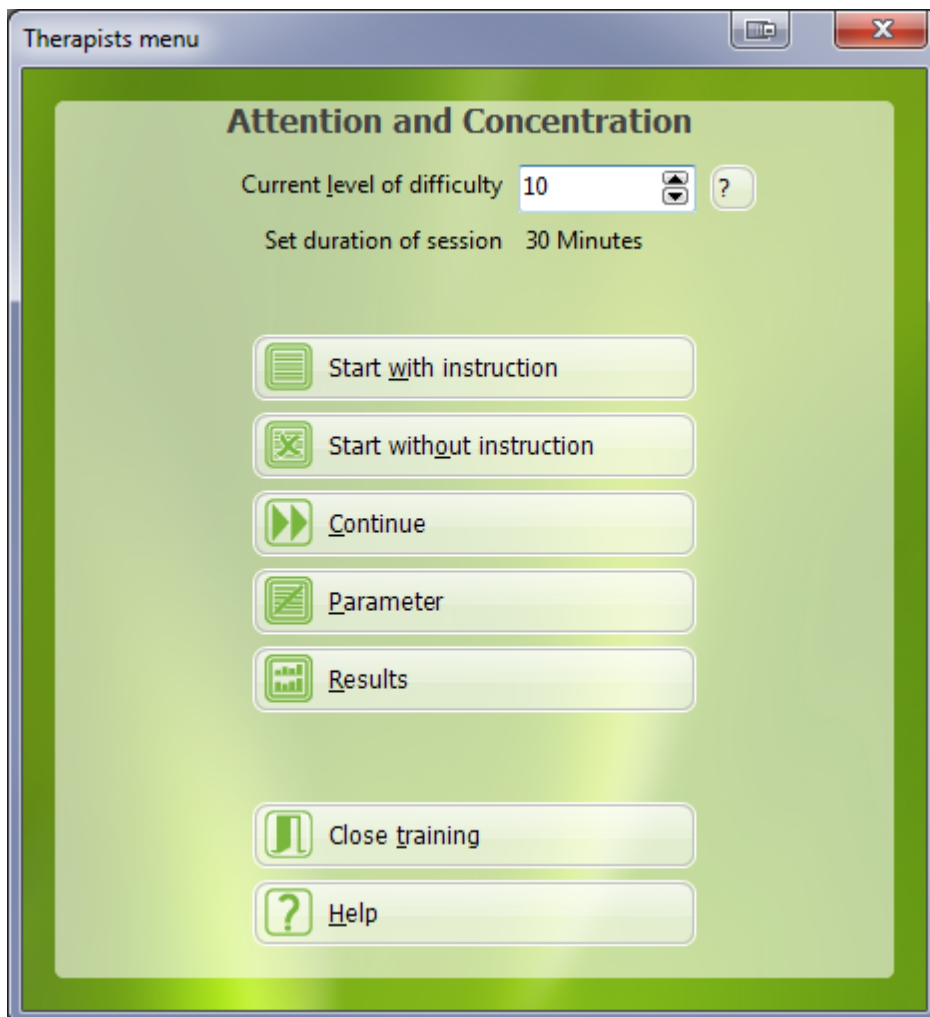 Therapists menu
Attention and Concentration
Current level of difficulty 10 ?
Set duration of session 30 Minutes
Start with instruction
Start without instruction
Continue
Parameter
Results
Close training
? Help